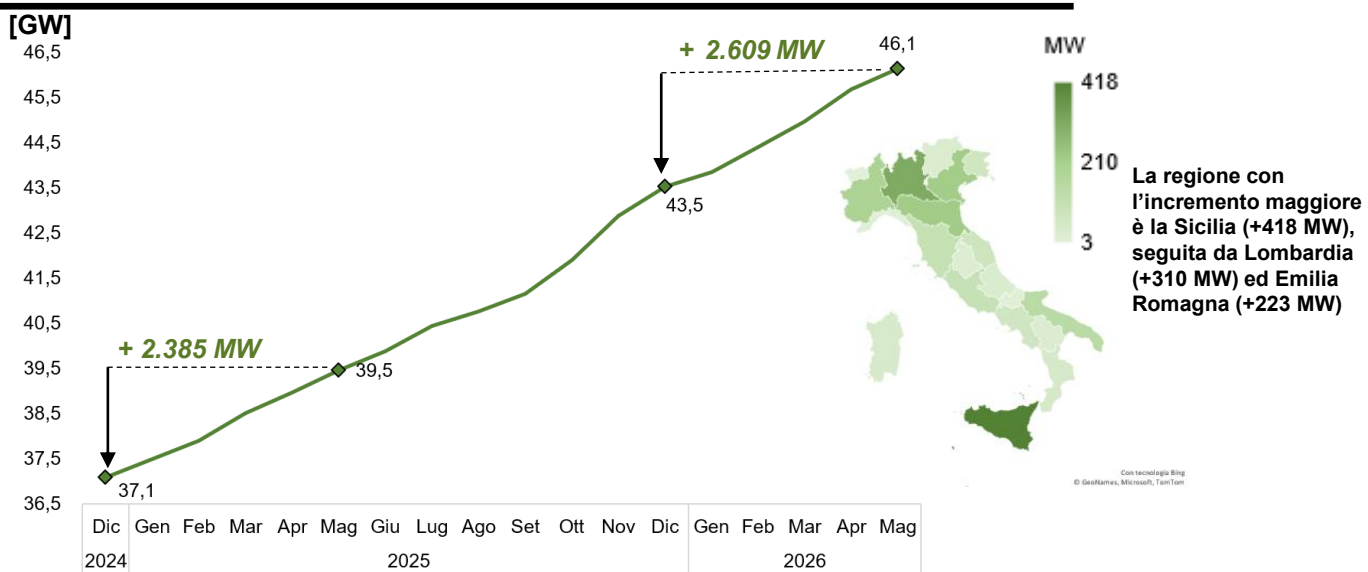 [GW]
46,5
45,5
44,5
43,5
42,5
41,5
40,5
39,5
38,5
37,5
36,5
+ 2.385 MW
+ 2.609 MW
37,1
39,5
43,5
46,1
Dic Gen Feb Mar Apr Mag Giu Lug Ago Set Ott Nov Dic Gen Feb Mar Apr Mag
2024 2025 2026
MW
418
210
3
La regione con
l'incremento maggiore
è la Sicilia (+418 MW),
seguita da Lombardia
(+310 MW) ed Emilia
Romagna (+223 MW)
Con tecnologia Bing
© GeoNames, Microsoft, TomTom